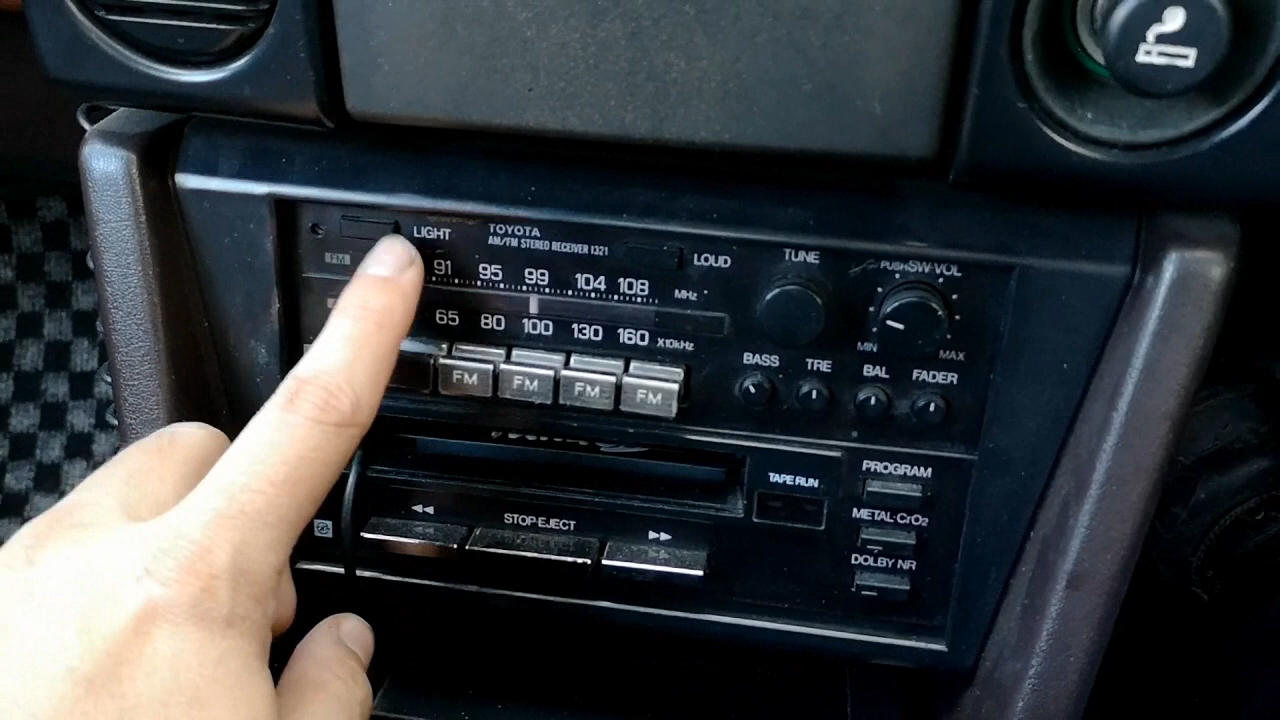 LIGHT
TOYOTA
AM/FM STEREO RECEIVER 1321
LOUD
TUNE
PUSH SW·VOL
FM
91 95 99 104 108 MHz
65 80 100 130 160 X10kHz
MIN
MAX
BASS
TRE
BAL
FADER
FM FM FM FM
TAPE RUN
PROGRAM
METAL·CrO₂
DOLBY NR
◀◀
STOP·EJECT
▶▶